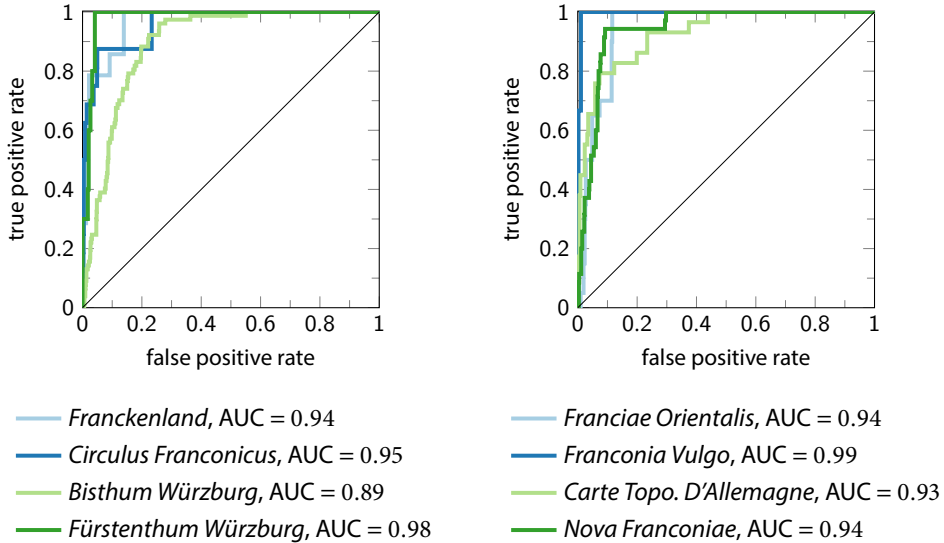 1
0.8
0.6
0.4
0.2
0
0 0.2 0.4 0.6 0.8 1
true positive rate
false positive rate
Franckenland, AUC = 0.94
Circulus Franconicus, AUC = 0.95
Bisthum Würzburg, AUC = 0.89
Fürstenthum Würzburg, AUC = 0.98
1
0.8
0.6
0.4
0.2
0
0 0.2 0.4 0.6 0.8 1
true positive rate
false positive rate
Franciae Orientalis, AUC = 0.94
Franconia Vulgo, AUC = 0.99
Carte Topo. D'Allemagne, AUC = 0.93
Nova Franconiae, AUC = 0.94